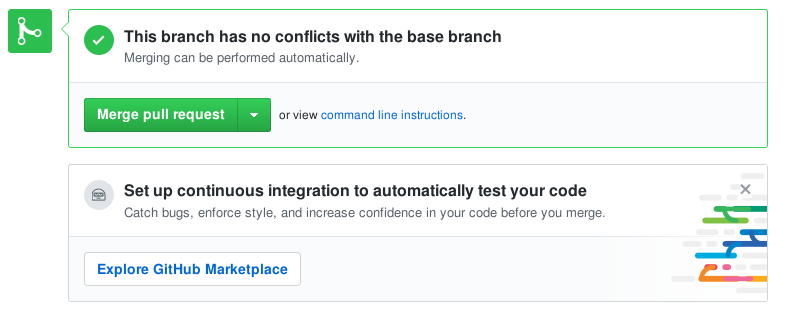 This branch has no conflicts with the base branch
Merging can be performed automatically.
Merge pull request or view command line instructions.
Set up continuous integration to automatically test your code
Catch bugs, enforce style, and increase confidence in your code before you merge.
Explore GitHub Marketplace